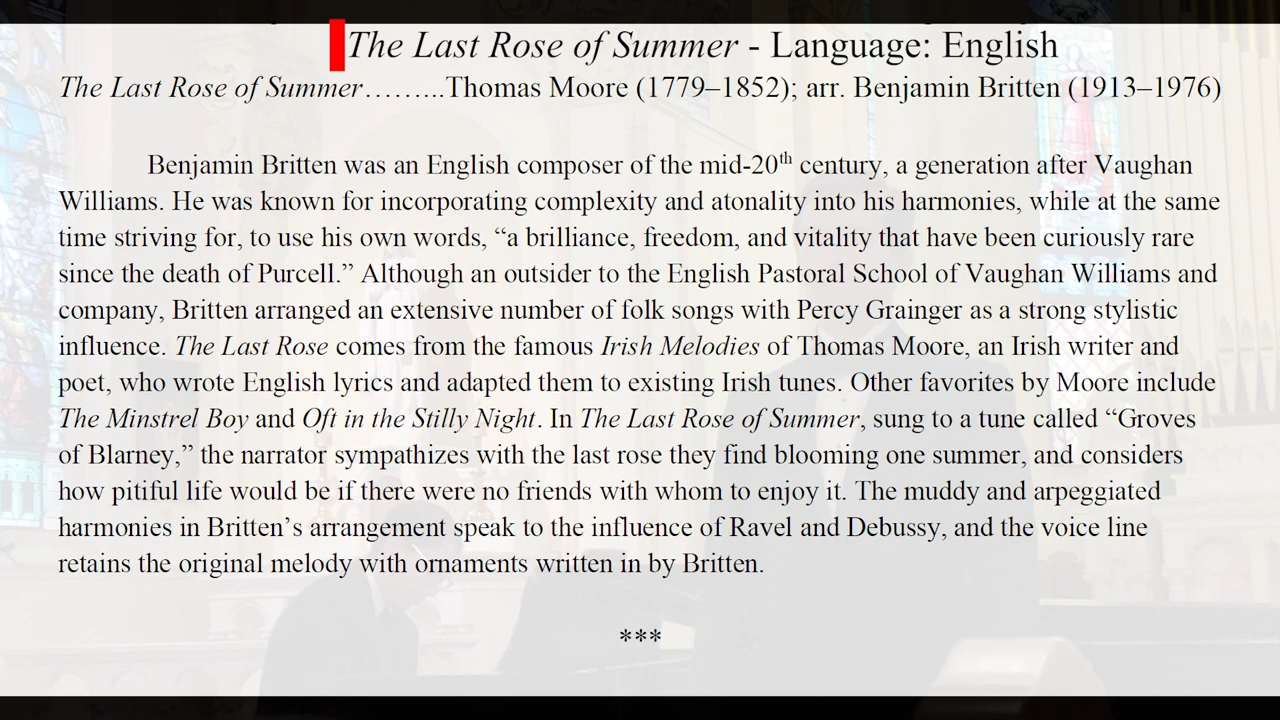 The Last Rose of Summer - Language: English
The Last Rose of Summer……...Thomas Moore (1779–1852); arr. Benjamin Britten (1913–1976)
Benjamin Britten was an English composer of the mid-20th century, a generation after Vaughan
Williams. He was known for incorporating complexity and atonality into his harmonies, while at the same
time striving for, to use his own words, “a brilliance, freedom, and vitality that have been curiously rare
since the death of Purcell.” Although an outsider to the English Pastoral School of Vaughan Williams and
company, Britten arranged an extensive number of folk songs with Percy Grainger as a strong stylistic
influence. The Last Rose comes from the famous Irish Melodies of Thomas Moore, an Irish writer and
poet, who wrote English lyrics and adapted them to existing Irish tunes. Other favorites by Moore include
The Minstrel Boy and Oft in the Stilly Night. In The Last Rose of Summer, sung to a tune called “Groves
of Blarney,” the narrator sympathizes with the last rose they find blooming one summer, and considers
how pitiful life would be if there were no friends with whom to enjoy it. The muddy and arpeggiated
harmonies in Britten’s arrangement speak to the influence of Ravel and Debussy, and the voice line
retains the original melody with ornaments written in by Britten.
***